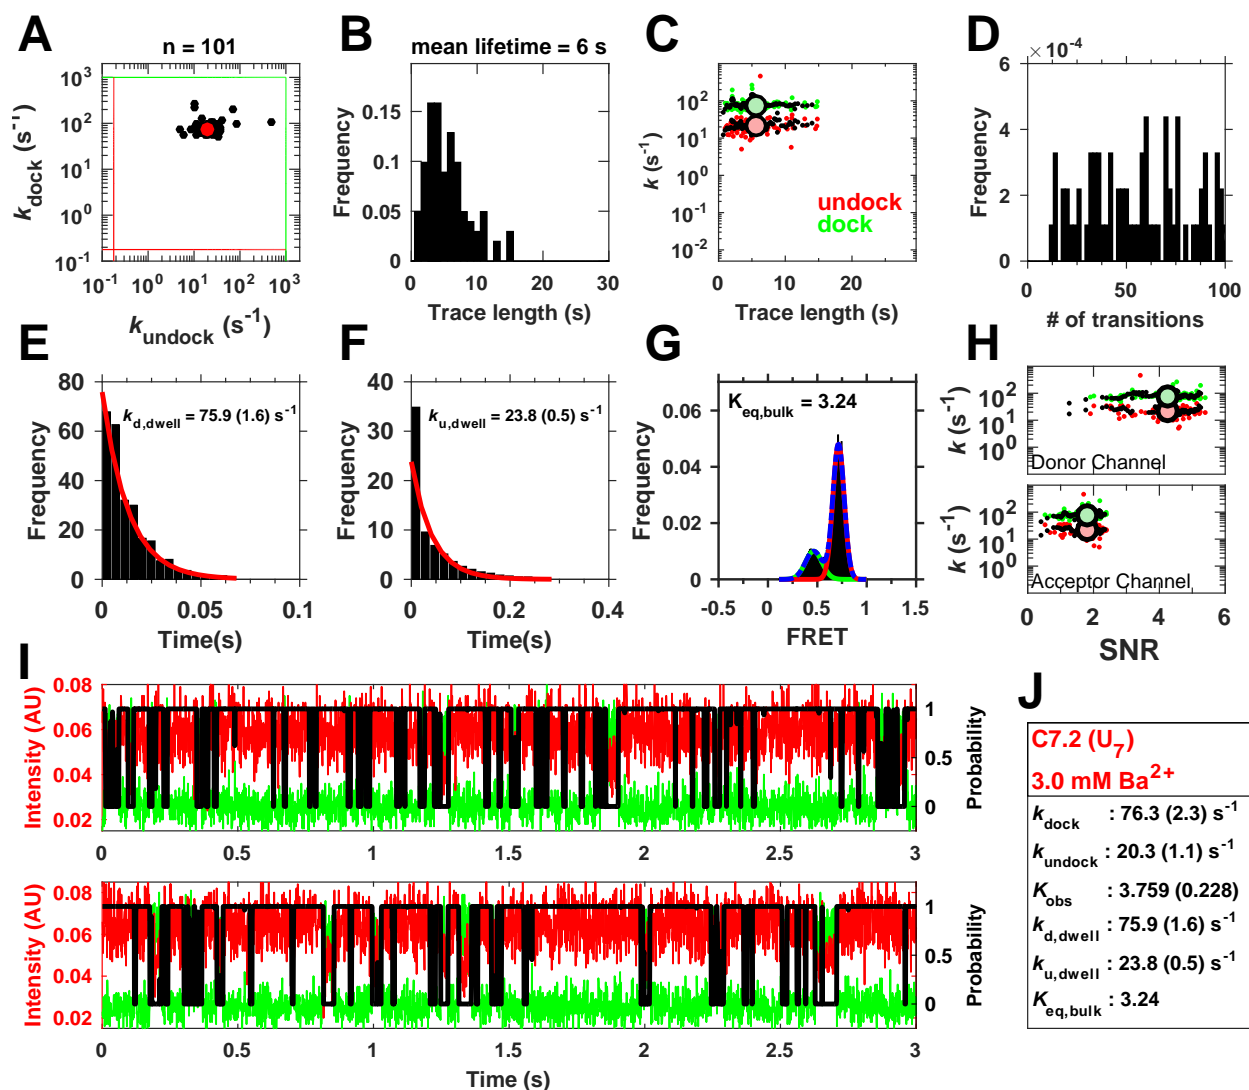 A
n = 101
k_dock (s⁻¹)
10³
10²
10¹
10⁰
10⁻¹
10⁻¹ 10⁰ 10¹ 10² 10³
k_undock (s⁻¹)
B
mean lifetime = 6 s
Frequency
0.15
0.1
0.05
0
0 10 20 30
Trace length (s)
C
k (s⁻¹)
10²
10¹
10⁰
10⁻¹
10⁻²
undock
dock
0 10 20
Trace length (s)
D
× 10⁻⁴
Frequency
6
4
2
0
0 50 100
# of transitions
E
Frequency
80
60
40
20
0
k_d,dwell = 75.9 (1.6) s⁻¹
0 0.05 0.1
Time(s)
F
Frequency
40
30
20
10
0
k_u,dwell = 23.8 (0.5) s⁻¹
0 0.2 0.4
Time(s)
G
K_eq,bulk = 3.24
Frequency
0.06
0.04
0.02
0
-0.5 0 0.5 1 1.5
FRET
H
k (s⁻¹)
10²
10¹
10⁰
Donor Channel
k (s⁻¹)
10²
10¹
10⁰
Acceptor Channel
0 2 4 6
SNR
I
Intensity (AU)
0.08
0.06
0.04
0.02
1
0.5
0
Probability
0 0.5 1 1.5 2 2.5 3
Intensity (AU)
0.08
0.06
0.04
0.02
1
0.5
0
Probability
0 0.5 1 1.5 2 2.5 3
Time (s)
J
C7.2 (U₇)
3.0 mM Ba²⁺
k_dock : 76.3 (2.3) s⁻¹
k_undock : 20.3 (1.1) s⁻¹
K_obs : 3.759 (0.228)
k_d,dwell : 75.9 (1.6) s⁻¹
k_u,dwell : 23.8 (0.5) s⁻¹
K_eq,bulk : 3.24